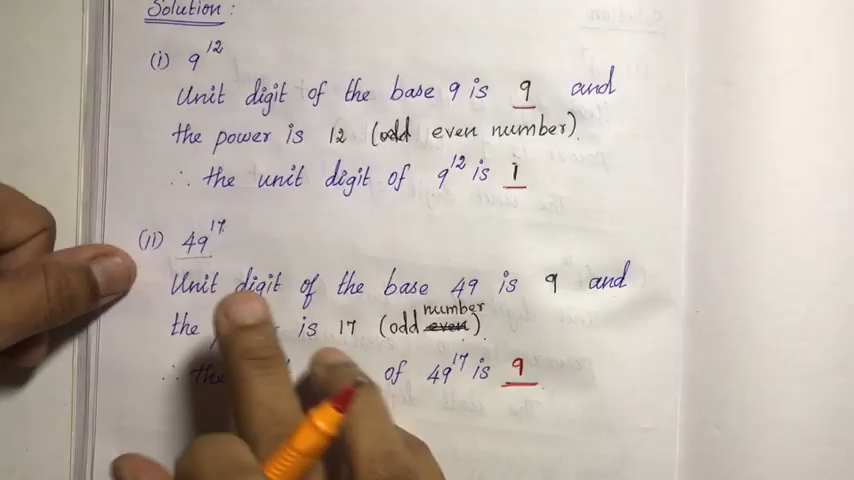 Solution :
(i) 9^12
Unit digit of the base 9 is 9 and
the power is 12 (odd even number).
∴ the unit digit of 9^12 is 1
(ii) 49^17
Unit digit of the base 49 is 9 and
the is 17 (odd even number).
∴ the of 49^17 is 9